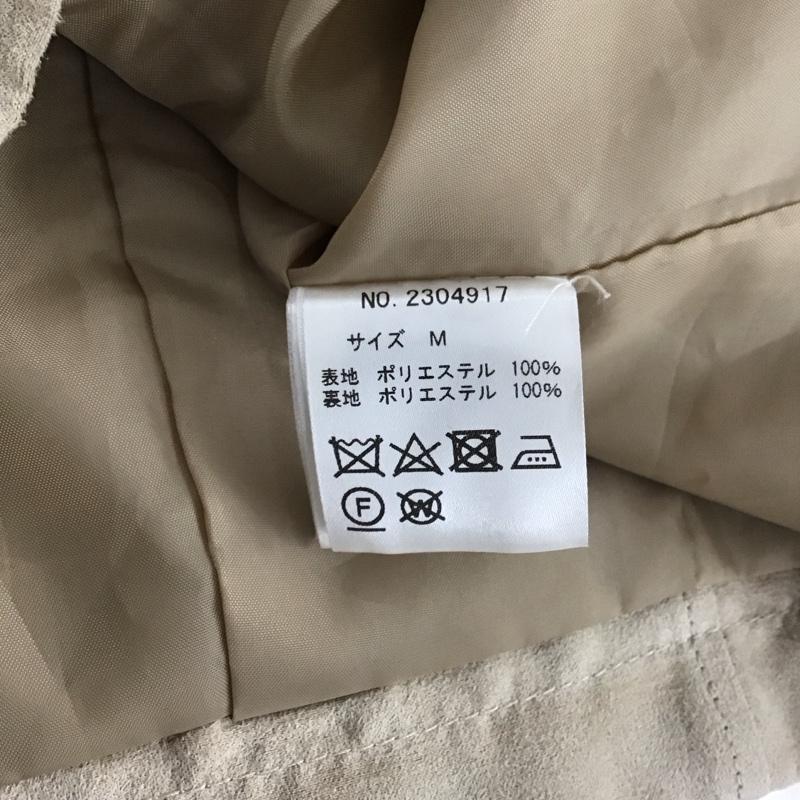 NO. 2304917
サイズ M
表地 ポリエステル 100%
裏地 ポリエステル 100%
F
W